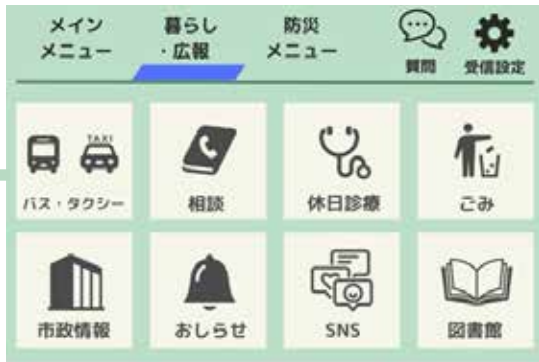 メイン
メニュー
暮らし
・広報
防災
メニュー
質問
受信設定
TAXI
バス・タクシー
相談
休日診療
ごみ
市政情報
おしらせ
SNS
図書館